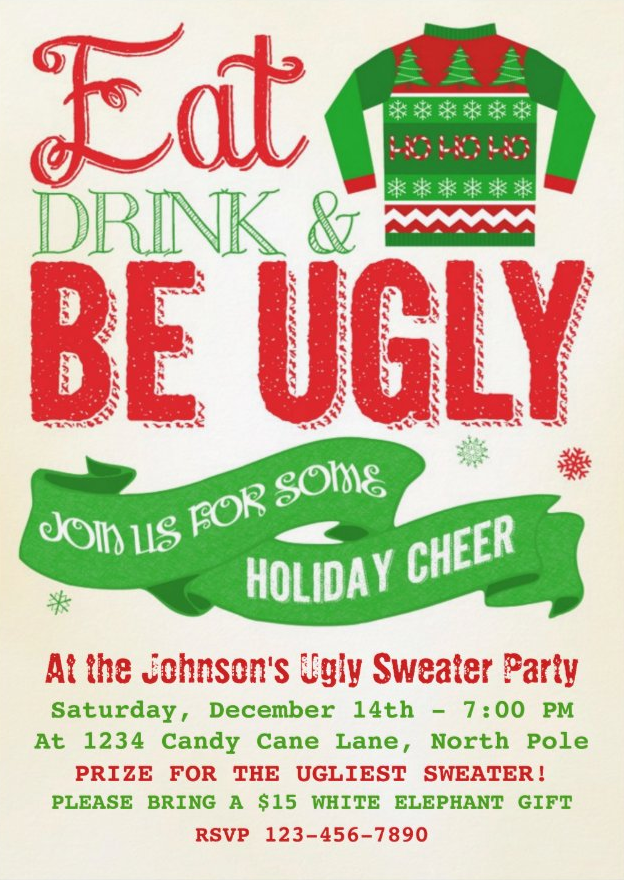 Eat
HO HO HO
DRINK &
BE UGLY
JOIN US FOR SOME
HOLIDAY CHEER
At the Johnson's Ugly Sweater Party
Saturday, December 14th - 7:00 PM
At 1234 Candy Cane Lane, North Pole
PRIZE FOR THE UGLIEST SWEATER!
PLEASE BRING A $15 WHITE ELEPHANT GIFT
RSVP 123-456-7890